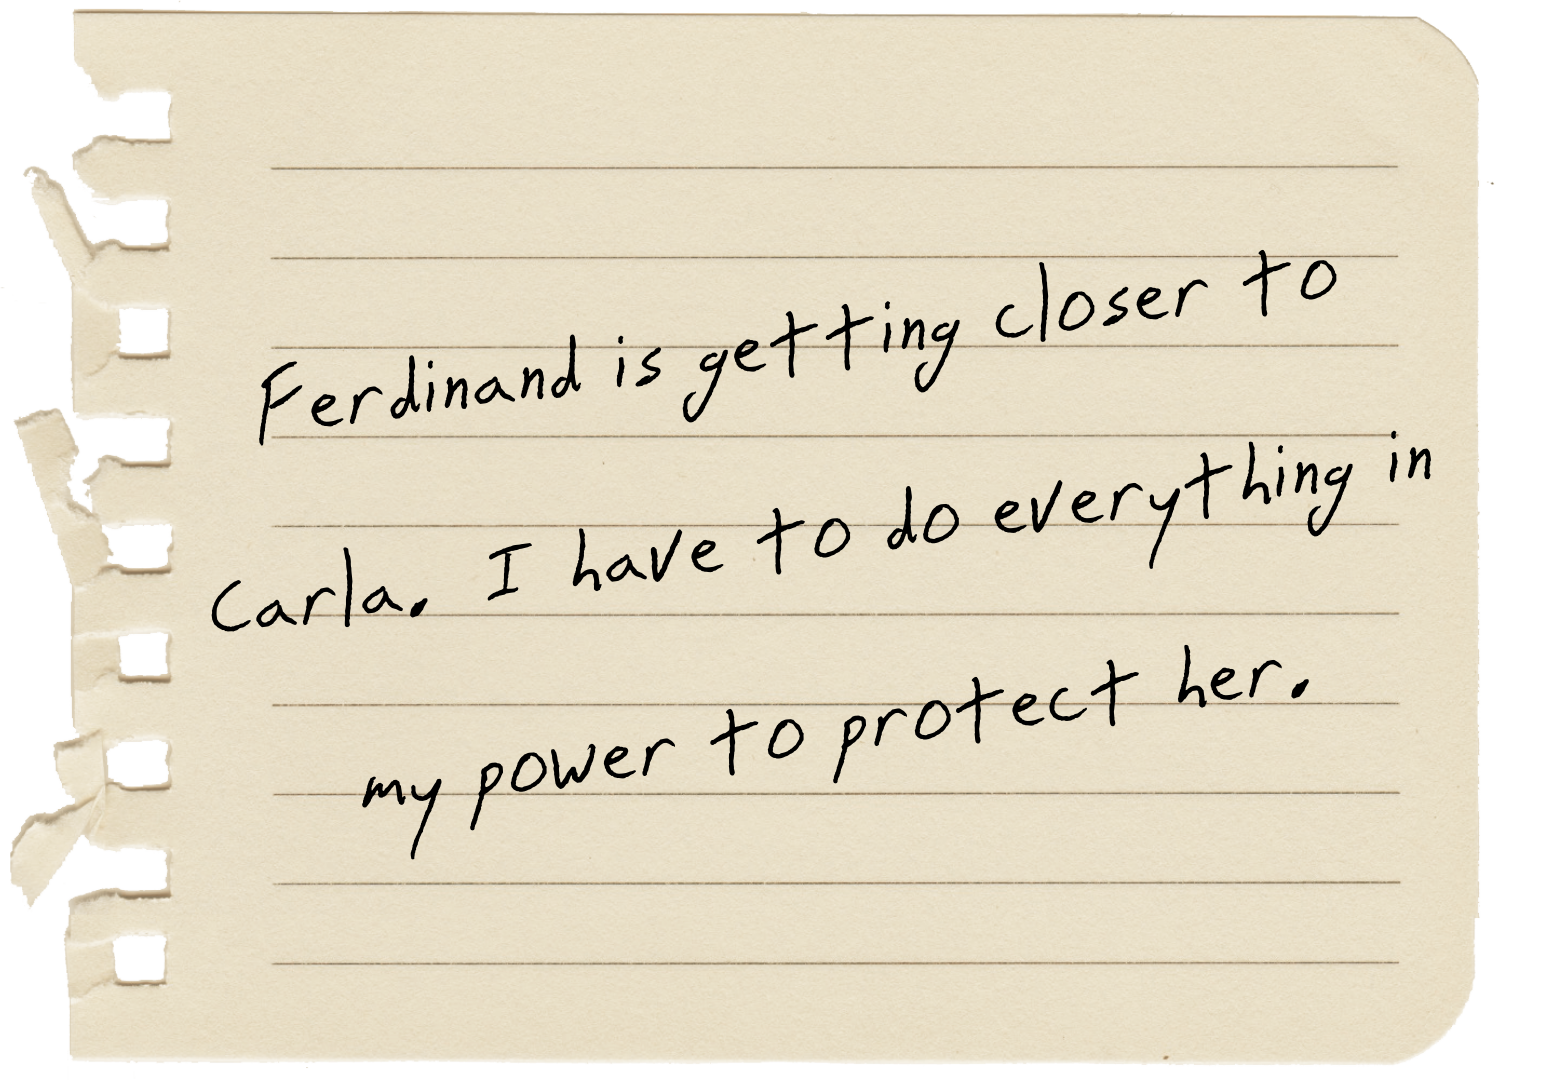 Ferdinand is getting closer to
Carla. I have to do everything in
my power to protect her.